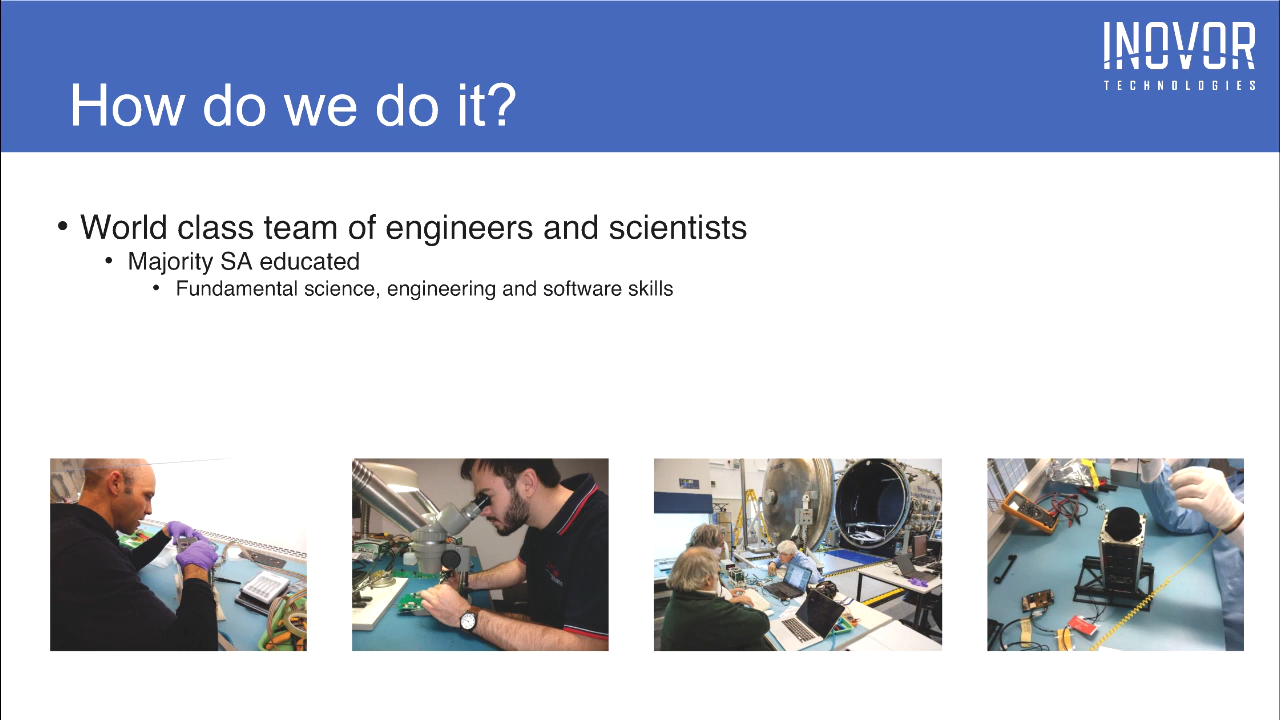 INOVOR
TECHNOLOGIES
How do we do it?
• World class team of engineers and scientists
• Majority SA educated
• Fundamental science, engineering and software skills